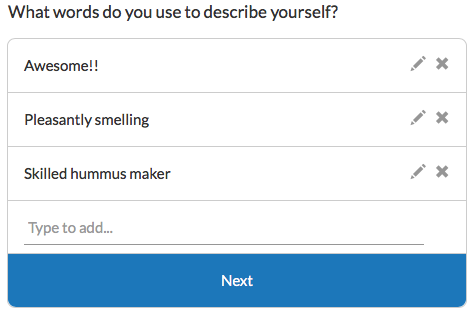 What words do you use to describe yourself?
Awesome!!
Pleasantly smelling
Skilled hummus maker
Type to add...
Next